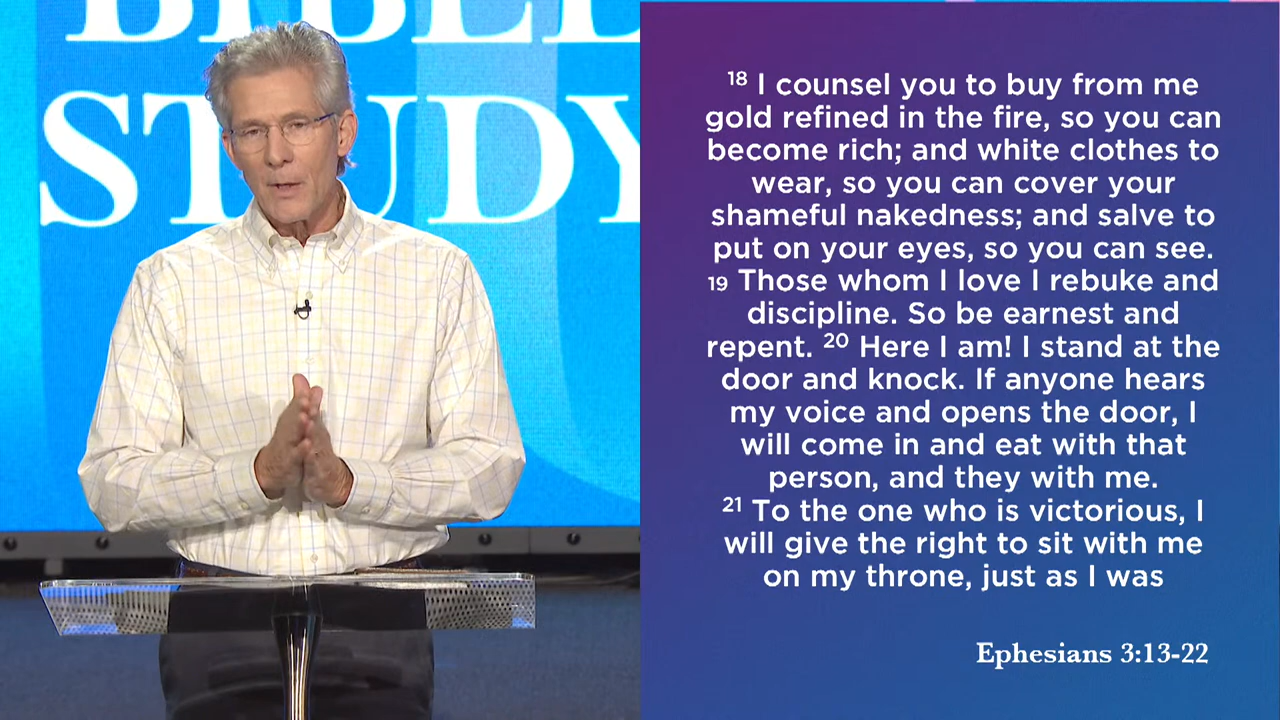 BIBLE
STUDY
18 I counsel you to buy from me
gold refined in the fire, so you can
become rich; and white clothes to
wear, so you can cover your
shameful nakedness; and salve to
put on your eyes, so you can see.
19 Those whom I love I rebuke and
discipline. So be earnest and
repent. 20 Here I am! I stand at the
door and knock. If anyone hears
my voice and opens the door, I
will come in and eat with that
person, and they with me.
21 To the one who is victorious, I
will give the right to sit with me
on my throne, just as I was
Ephesians 3:13-22